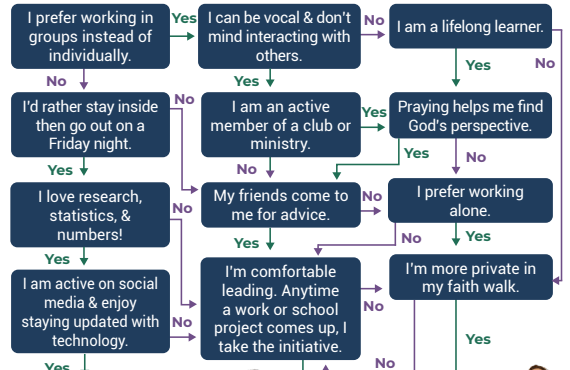 I prefer working in
groups instead of
individually.
Yes
I can be vocal & don't
mind interacting with
others.
No
I am a lifelong learner.
No
Yes
Yes
No
I'd rather stay inside
then go out on a
Friday night.
No
I am an active
member of a club or
ministry.
Yes
Praying helps me find
God's perspective.
Yes
No
Yes
No
I love research,
statistics, &
numbers!
No
My friends come to
me for advice.
No
I prefer working
alone.
Yes
Yes
No
Yes
I am active on social
media & enjoy
staying updated with
technology.
No
I'm comfortable
leading. Anytime
a work or school
project comes up, I
take the initiative.
No
I'm more private in
my faith walk.
Yes
No
Yes